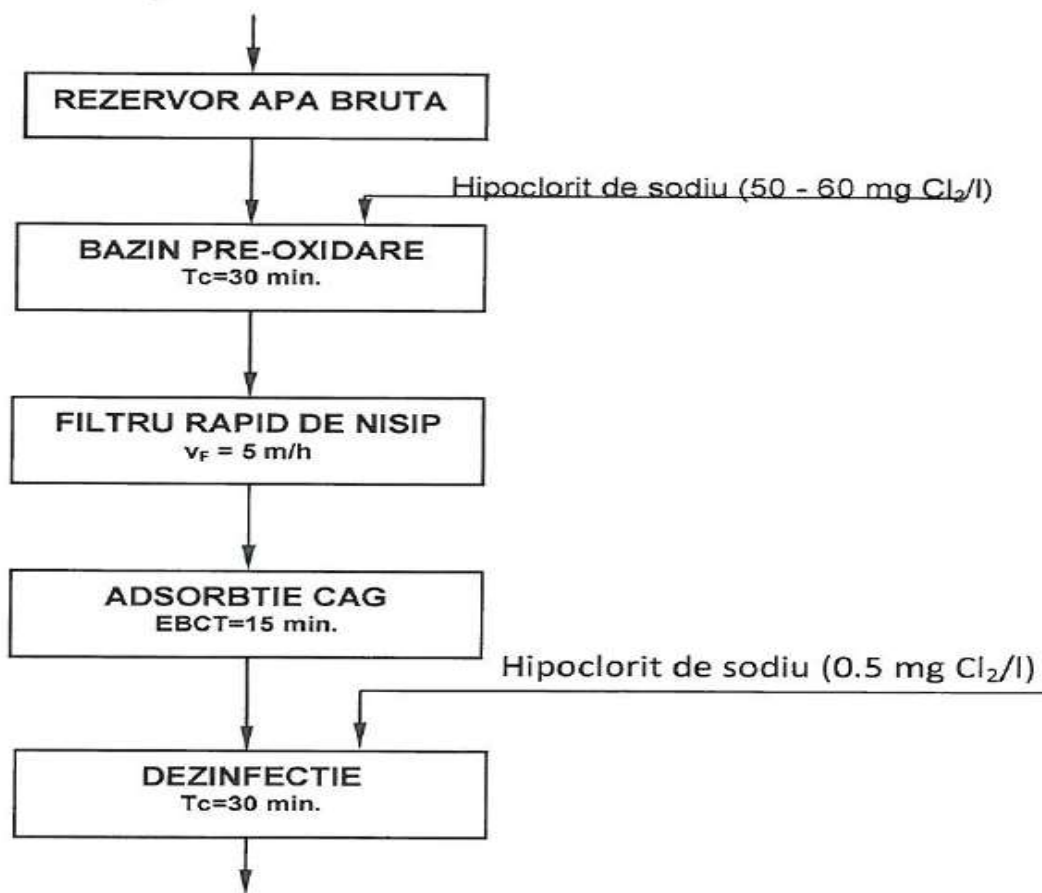 REZERVOR APA BRUTA
Hipoclorit de sodiu (50 - 60 mg Cl₂/l)
BAZIN PRE-OXIDARE
Tc=30 min.
FILTRU RAPID DE NISIP
v_F = 5 m/h
ADSORBTIE CAG
EBCT=15 min.
Hipoclorit de sodiu (0.5 mg Cl₂/l)
DEZINFECTIE
Tc=30 min.